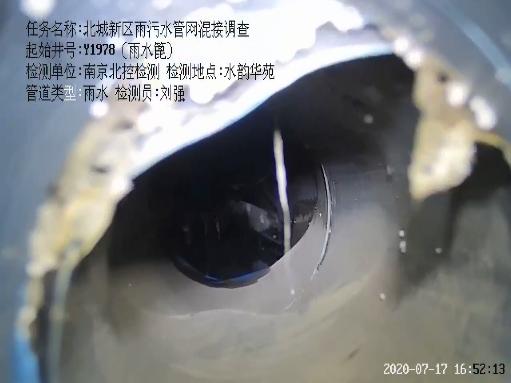 任务名称:北城新区雨污水管网混接调查
起始井号:Y1978（雨水篦）
检测单位:南京北控检测 检测地点:水韵华苑
管道类型:雨水 检测员:刘强
2020-07-17 16:52:13